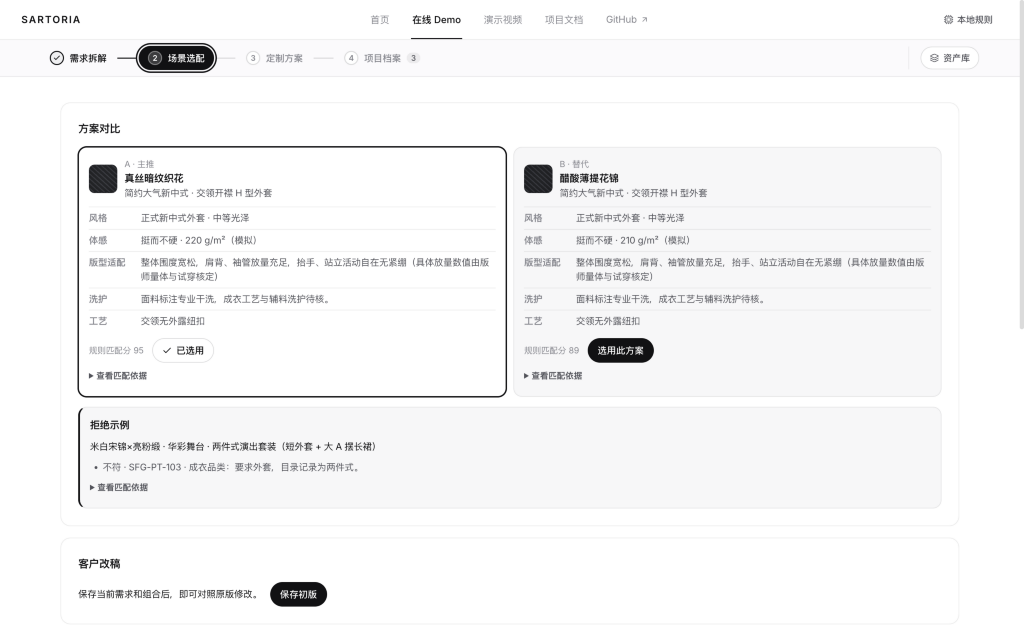 SARTORIA
首页 在线 Demo 演示视频 项目文档 GitHub ↗ 本地规则
需求拆解 2 场景选配 3 定制方案 4 项目档案 3 资产库
方案对比
A · 主推
真丝暗纹织花
简约大气新中式 · 交领开襟 H 型外套
风格 正式新中式外套 · 中等光泽
体感 挺而不硬 · 220 g/m²（模拟）
版型适配 整体围度宽松，肩背、袖管放量充足，抬手、站立活动自在无紧绷（具体放量数值由版
师量体与试穿核定）
洗护 面料标注专业干洗，成衣工艺与辅料洗护待核。
工艺 交领无外露纽扣
规则匹配分 95 已选用
查看匹配依据
B · 替代
醋酸薄提花锦
简约大气新中式 · 交领开襟 H 型外套
风格 正式新中式外套 · 中等光泽
体感 挺而不硬 · 210 g/m²（模拟）
版型适配 整体围度宽松，肩背、袖管放量充足，抬手、站立活动自在无紧绷（具体放量数值由版
师量体与试穿核定）
洗护 面料标注专业干洗，成衣工艺与辅料洗护待核。
工艺 交领无外露纽扣
规则匹配分 89 选用此方案
查看匹配依据
拒绝示例
米白宋锦×亮粉缎 · 华彩舞台 · 两件式演出套装（短外套 + 大 A 摆长裙）
• 不符 · SFG-PT-103 · 成衣品类：要求外套，目录记录为两件式。
查看匹配依据
客户改稿
保存当前需求和组合后，即可对照原版修改。 保存初版